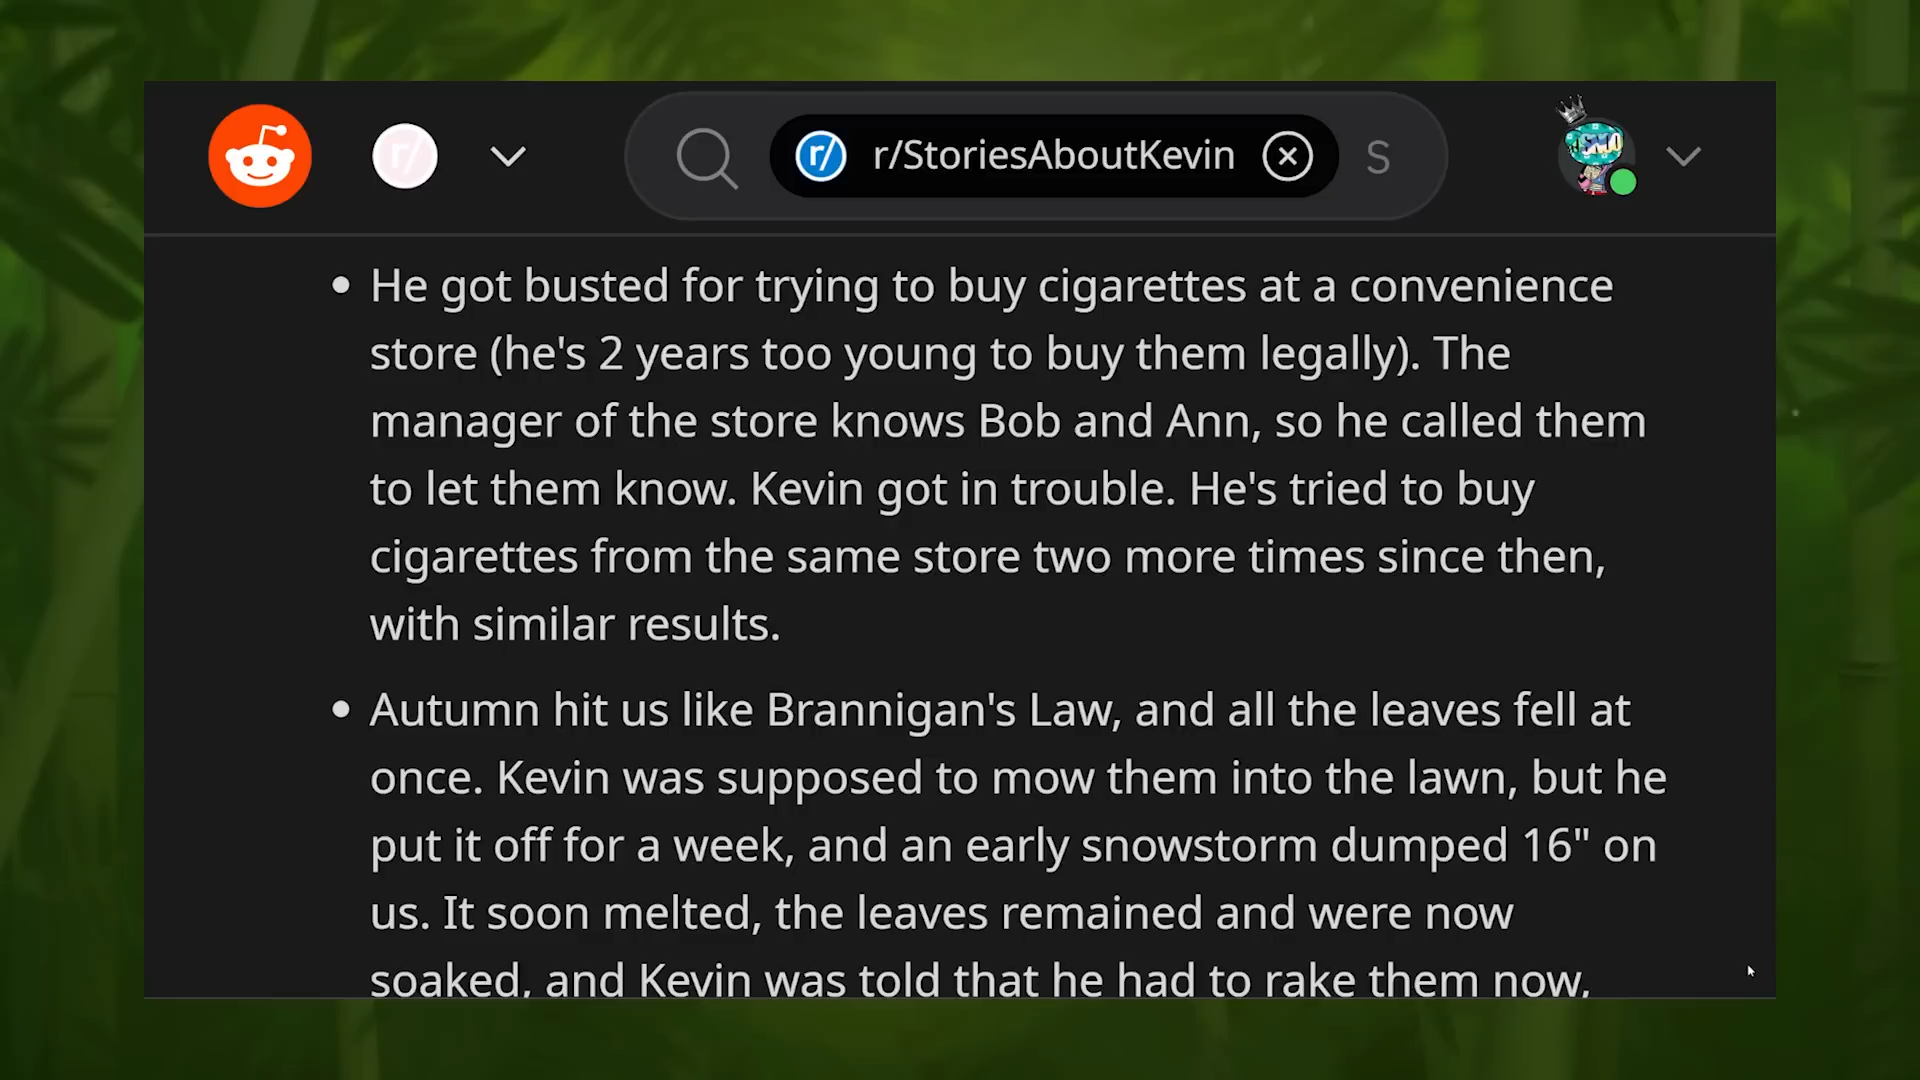 r/
r/
r/StoriesAboutKevin
S
• He got busted for trying to buy cigarettes at a convenience
store (he's 2 years too young to buy them legally). The
manager of the store knows Bob and Ann, so he called them
to let them know. Kevin got in trouble. He's tried to buy
cigarettes from the same store two more times since then,
with similar results.
• Autumn hit us like Brannigan's Law, and all the leaves fell at
once. Kevin was supposed to mow them into the lawn, but he
put it off for a week, and an early snowstorm dumped 16" on
us. It soon melted, the leaves remained and were now
soaked, and Kevin was told that he had to rake them now,